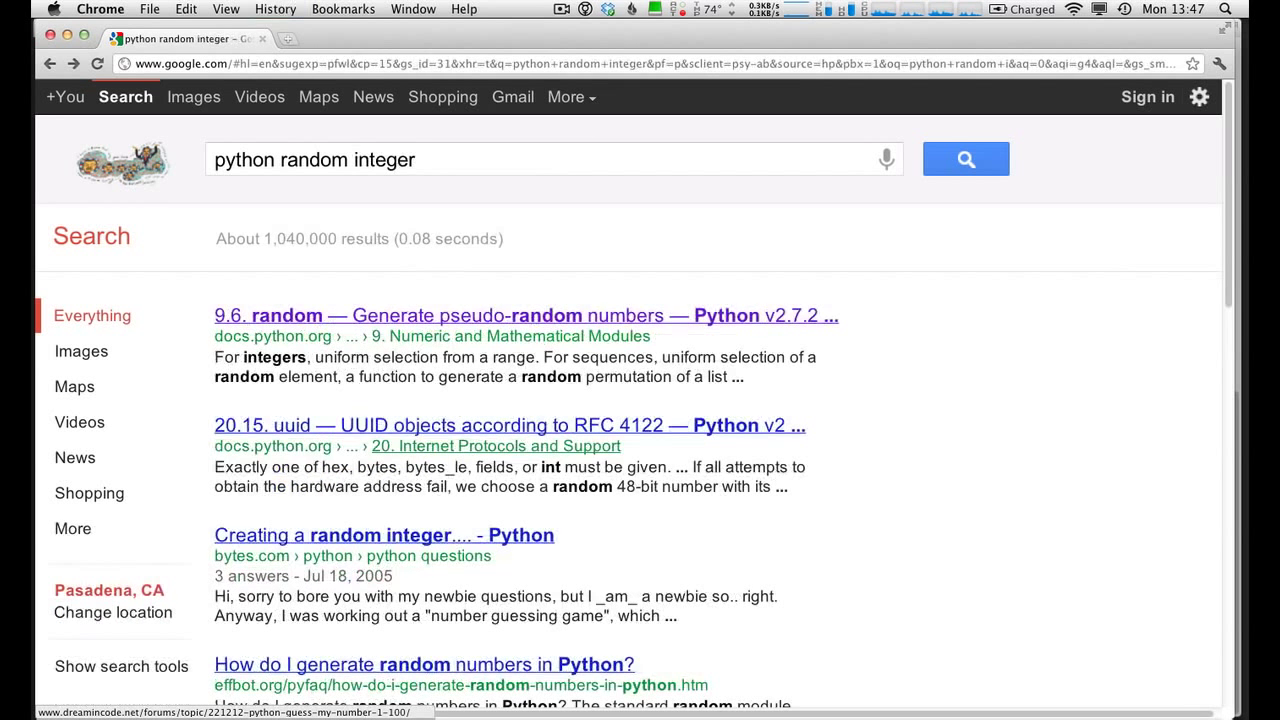 Chrome File Edit View History Bookmarks Window Help 74° 0.3KB/s 0.1KB/s Charged Mon 13:47
python random integer – Go
www.google.com/#hl=en&sugexp=pfwl&cp=15&gs_id=31&xhr=t&q=python+random+integer&pf=p&sclient=psy-ab&source=hp&pbx=1&oq=python+random+i&aq=0&aqi=g4&aql=&gs_sm...
+You Search Images Videos Maps News Shopping Gmail More Sign in
python random integer
Search About 1,040,000 results (0.08 seconds)
Everything
Images
Maps
Videos
News
Shopping
More
Pasadena, CA
Change location
Show search tools
9.6. random — Generate pseudo-random numbers — Python v2.7.2 ...
docs.python.org › ... › 9. Numeric and Mathematical Modules
For integers, uniform selection from a range. For sequences, uniform selection of a
random element, a function to generate a random permutation of a list ...
20.15. uuid — UUID objects according to RFC 4122 — Python v2 ...
docs.python.org › ... › 20. Internet Protocols and Support
Exactly one of hex, bytes, bytes_le, fields, or int must be given. ... If all attempts to
obtain the hardware address fail, we choose a random 48-bit number with its ...
Creating a random integer.... - Python
bytes.com › python › python questions
3 answers - Jul 18, 2005
Hi, sorry to bore you with my newbie questions, but I _am_ a newbie so.. right.
Anyway, I was working out a "number guessing game", which ...
How do I generate random numbers in Python?
effbot.org/pyfaq/how-do-i-generate-random-numbers-in-python.htm
How do I generate random numbers in Python? The standard random module
www.dreamincode.net/forums/topic/221212-python-guess-my-number-1-100/